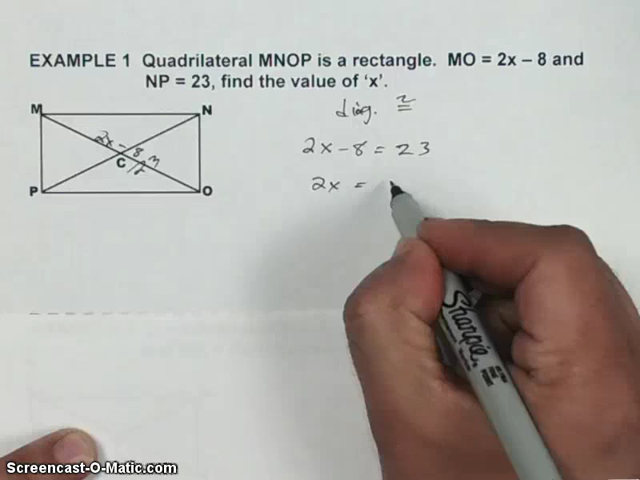 EXAMPLE 1 Quadrilateral MNOP is a rectangle. MO = 2x – 8 and
NP = 23, find the value of 'x'.
M
N
diag. ≅
2x - 8
2x - 8 = 23
C
23
P
O
2x =
Sharpie
Screencast-O-Matic.com